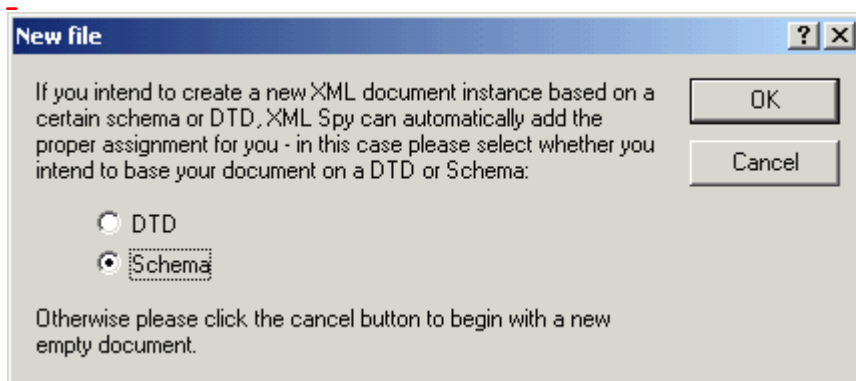 New file
If you intend to create a new XML document instance based on a
certain schema or DTD, XML Spy can automatically add the
proper assignment for you - in this case please select whether you
intend to base your document on a DTD or Schema:
OK
Cancel
DTD
Schema
Otherwise please click the cancel button to begin with a new
empty document.